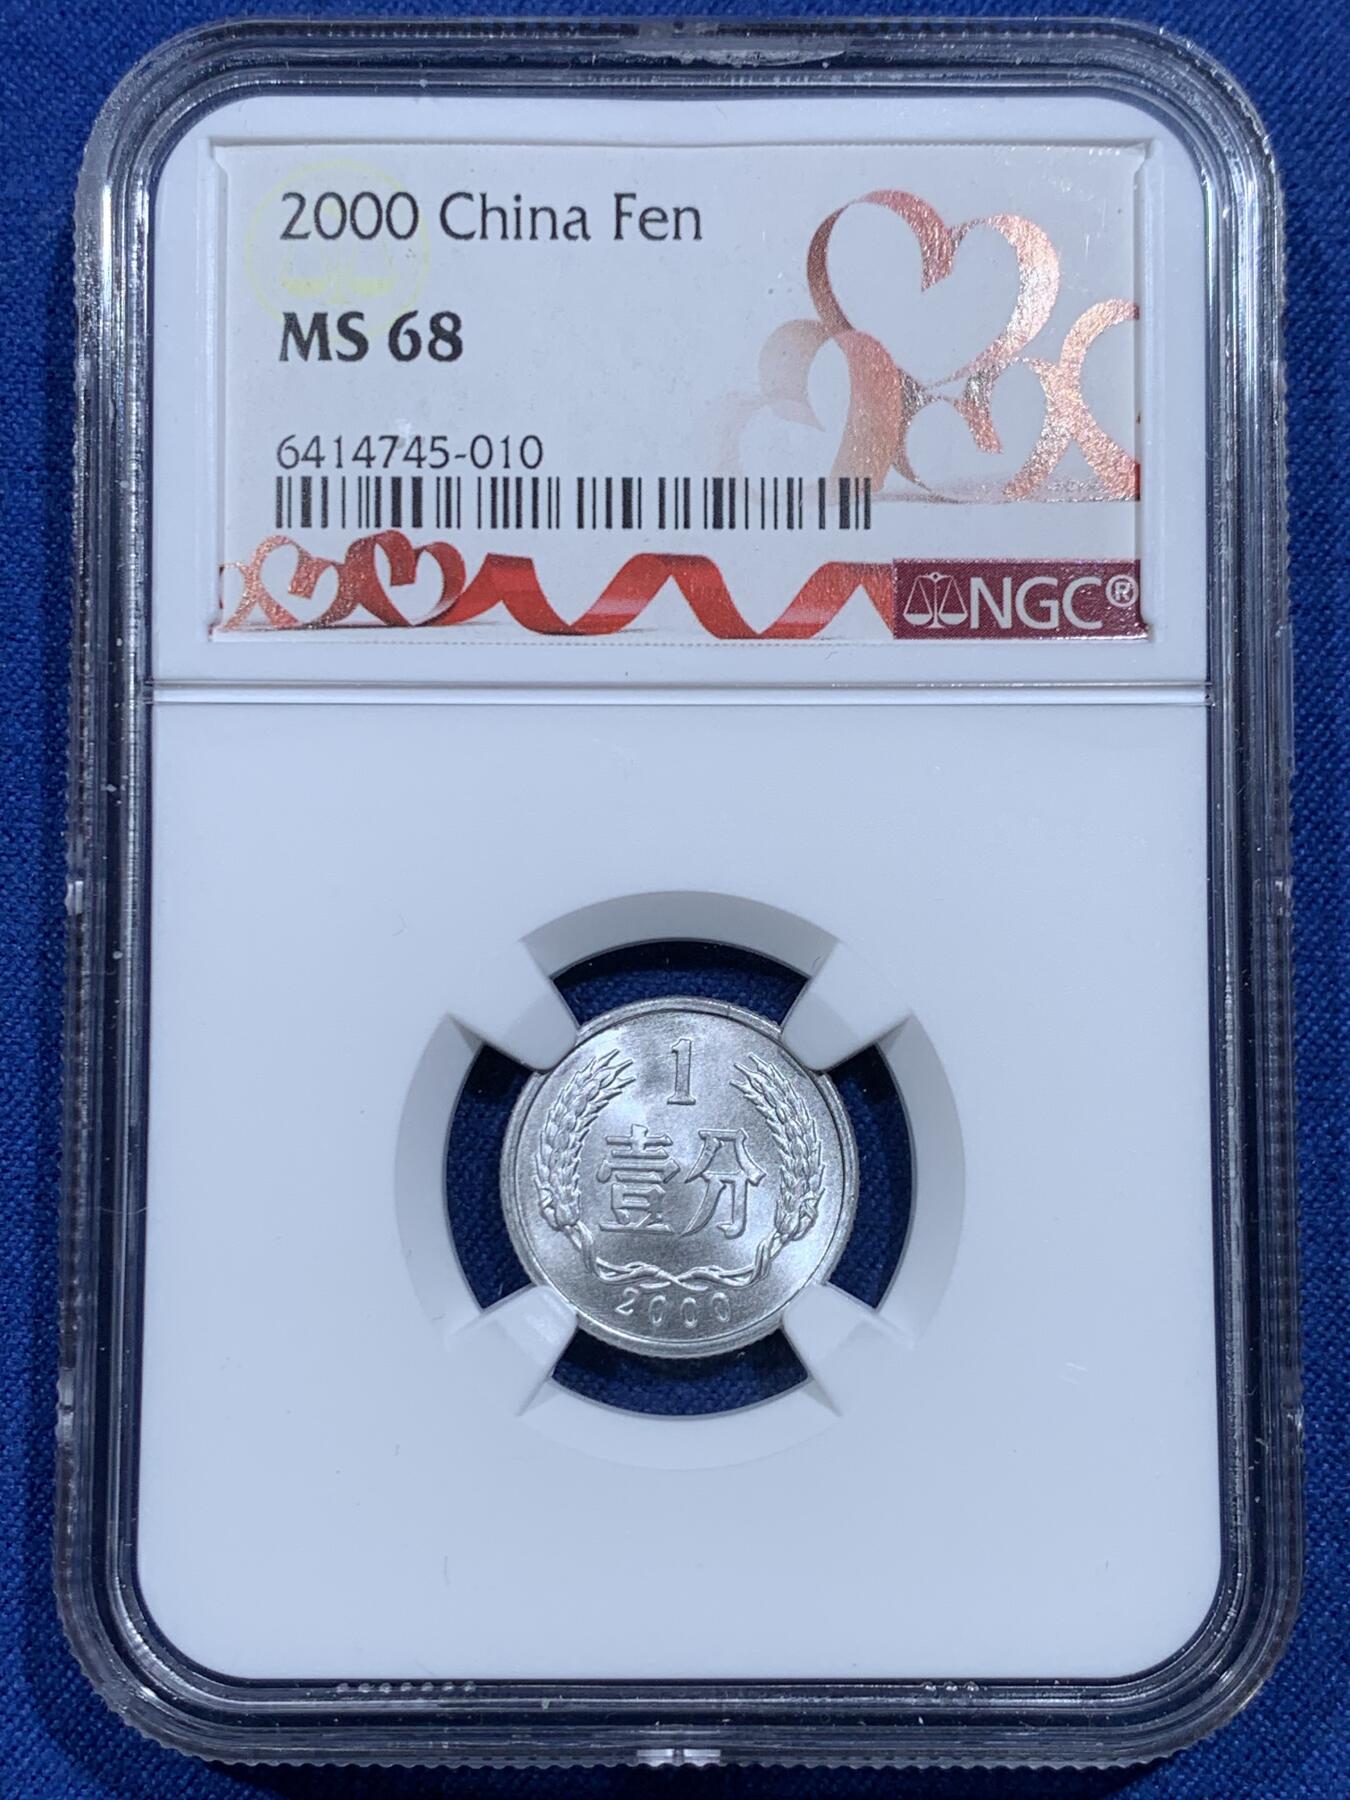 2000 China Fen
MS 68
6414745-010
NGC®
1
壹分
2000